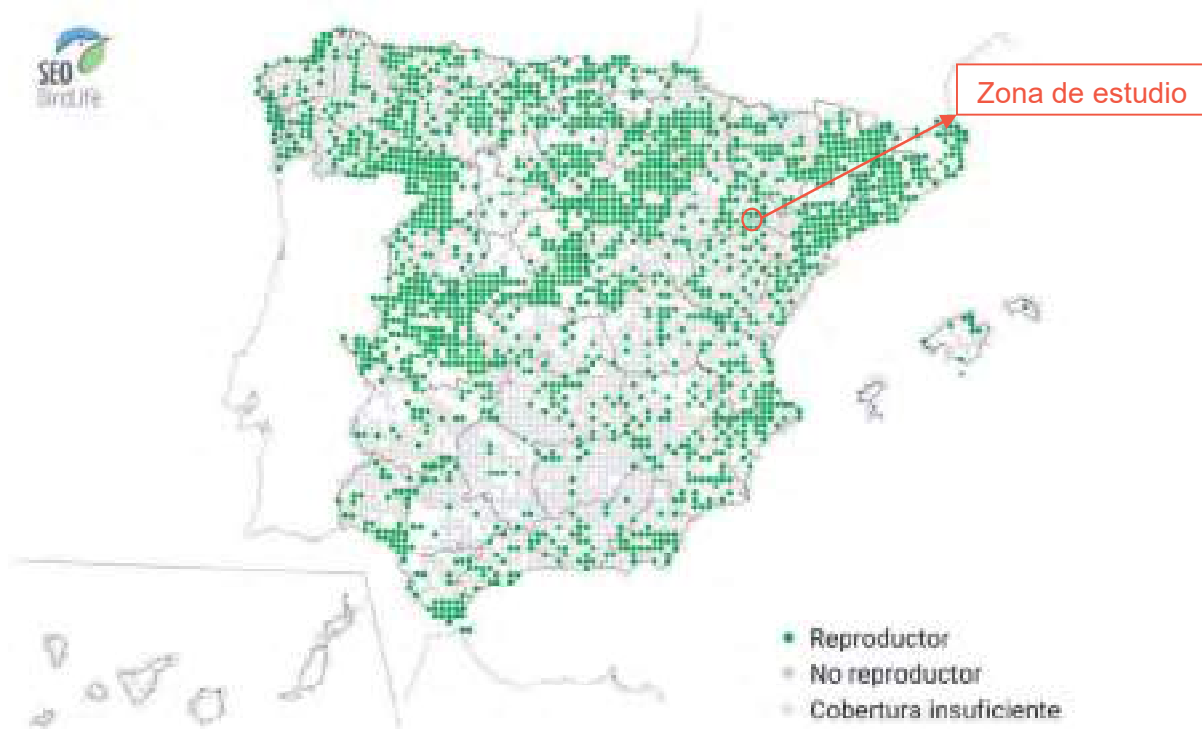 SEO
BirdLife
Zona de estudio
Reproductor
No reproductor
Cobertura insuficiente